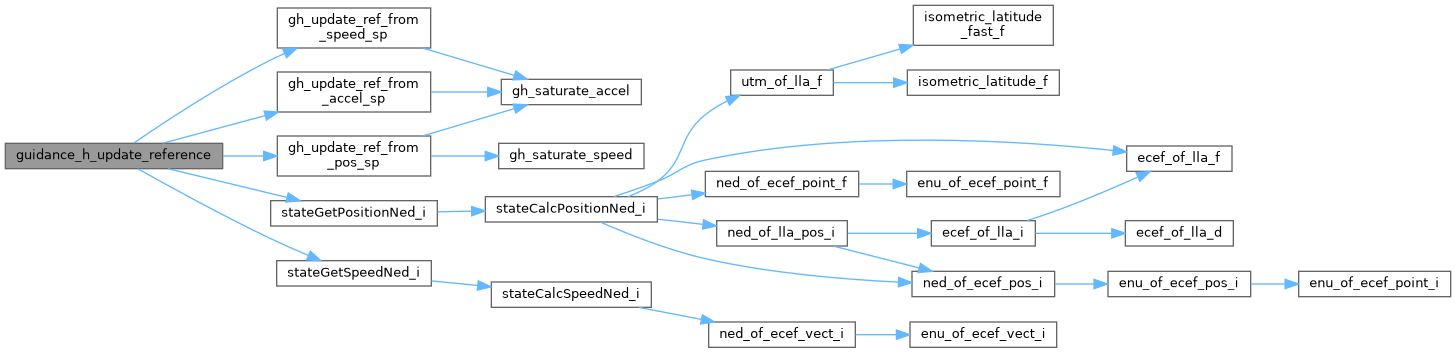 guidance_h_update_reference
gh_update_ref_from
_speed_sp
gh_update_ref_from
_accel_sp
gh_update_ref_from
_pos_sp
stateGetPositionNed_i
stateGetSpeedNed_i
gh_saturate_accel
gh_saturate_speed
stateCalcPositionNed_i
stateCalcSpeedNed_i
utm_of_lla_f
ned_of_ecef_point_f
ned_of_lla_pos_i
ned_of_ecef_vect_i
isometric_latitude
_fast_f
isometric_latitude_f
enu_of_ecef_point_f
ecef_of_lla_i
ned_of_ecef_pos_i
enu_of_ecef_vect_i
ecef_of_lla_f
ecef_of_lla_d
enu_of_ecef_pos_i
enu_of_ecef_point_i